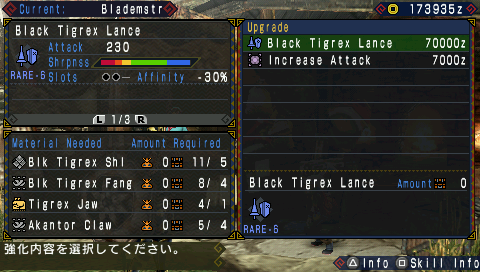 Current: Blademstr
173935z
Black Tigrex Lance
Attack 230
Shrpnss
RARE-6 Slots ○○- Affinity -30%
L 1/3 R
Material Needed Amount Required
Blk Tigrex Shl 0 11/ 5
Blk Tigrex Fang 0 8/ 4
Tigrex Jaw 0 4/ 1
Akantor Claw 0 5/ 4
Upgrade
Black Tigrex Lance 70000z
Increase Attack 7000z
Black Tigrex Lance Amount 0
RARE-6
強化内容を選択してください。
△ Info □ Skill Info